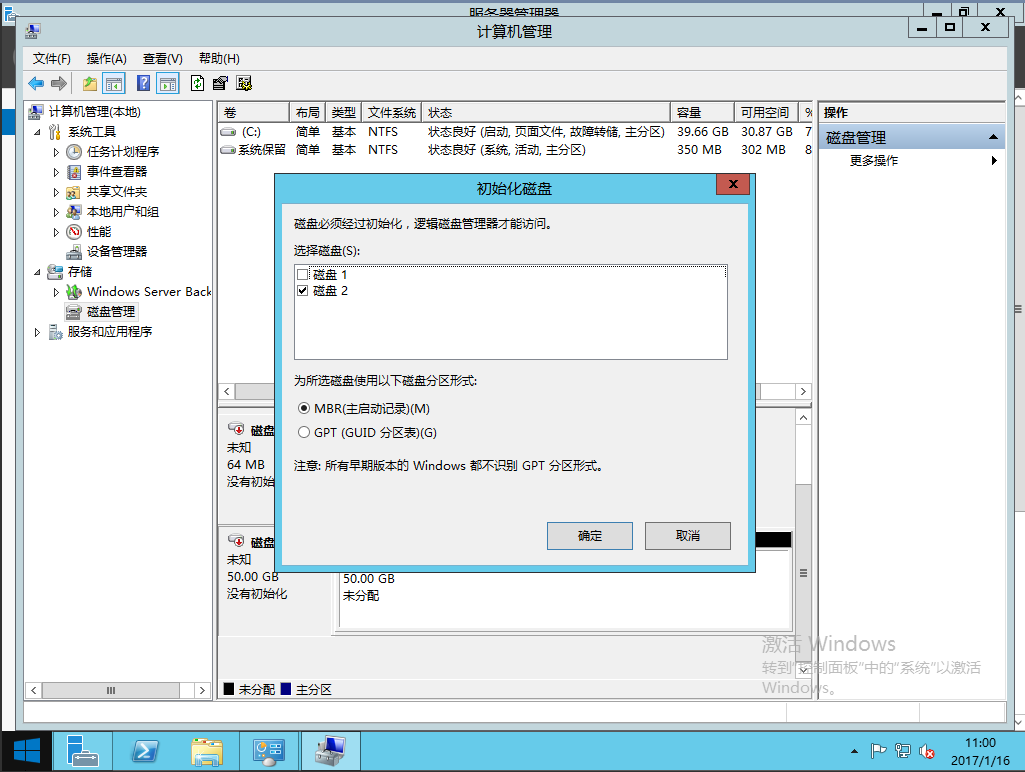 服务器管理器
计算机管理
文件(F) 操作(A) 查看(V) 帮助(H)
计算机管理(本地)
系统工具
任务计划程序
事件查看器
共享文件夹
本地用户和组
性能
设备管理器
存储
Windows Server Back
磁盘管理
服务和应用程序
卷 布局 类型 文件系统 状态 容量 可用空间 %
(C:) 简单 基本 NTFS 状态良好 (启动, 页面文件, 故障转储, 主分区) 39.66 GB 30.87 GB 7
系统保留 简单 基本 NTFS 状态良好 (系统, 活动, 主分区) 350 MB 302 MB 8
操作
磁盘管理
更多操作
初始化磁盘
磁盘必须经过初始化，逻辑磁盘管理器才能访问。
选择磁盘(S):
磁盘 1
磁盘 2
为所选磁盘使用以下磁盘分区形式:
MBR(主启动记录)(M)
GPT (GUID 分区表)(G)
注意: 所有早期版本的 Windows 都不识别 GPT 分区形式。
确定 取消
磁盘
未知
64 MB
没有初始
磁盘
未知
50.00 GB
没有初始化
50.00 GB
未分配
未分配 主分区
激活 Windows
转到"控制面板"中的"系统"以激活
Windows。
11:00
2017/1/16